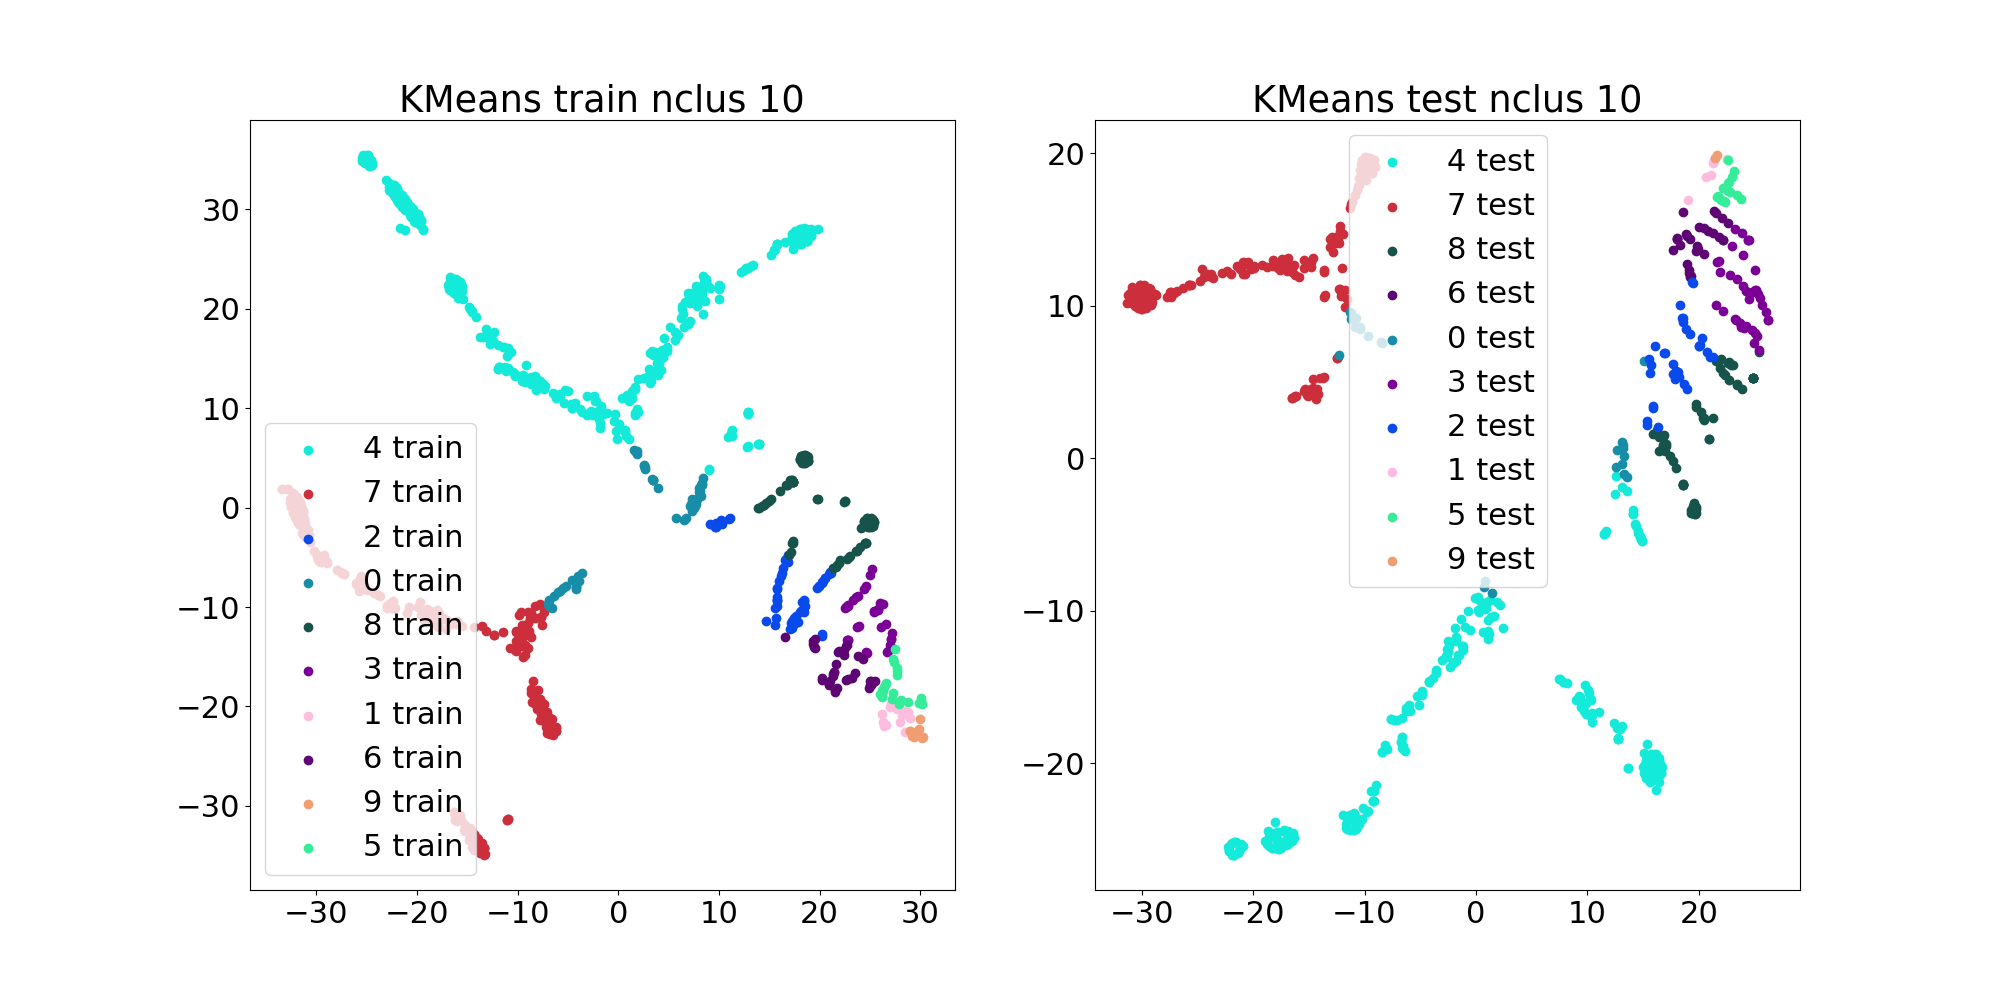 KMeans train nclus 10
30
20
10
0
−10
−20
−30
−30 −20 −10 0 10 20 30
4 train
7 train
2 train
0 train
8 train
3 train
1 train
6 train
9 train
5 train
KMeans test nclus 10
20
10
0
−10
−20
−30 −20 −10 0 10 20
4 test
7 test
8 test
6 test
0 test
3 test
2 test
1 test
5 test
9 test